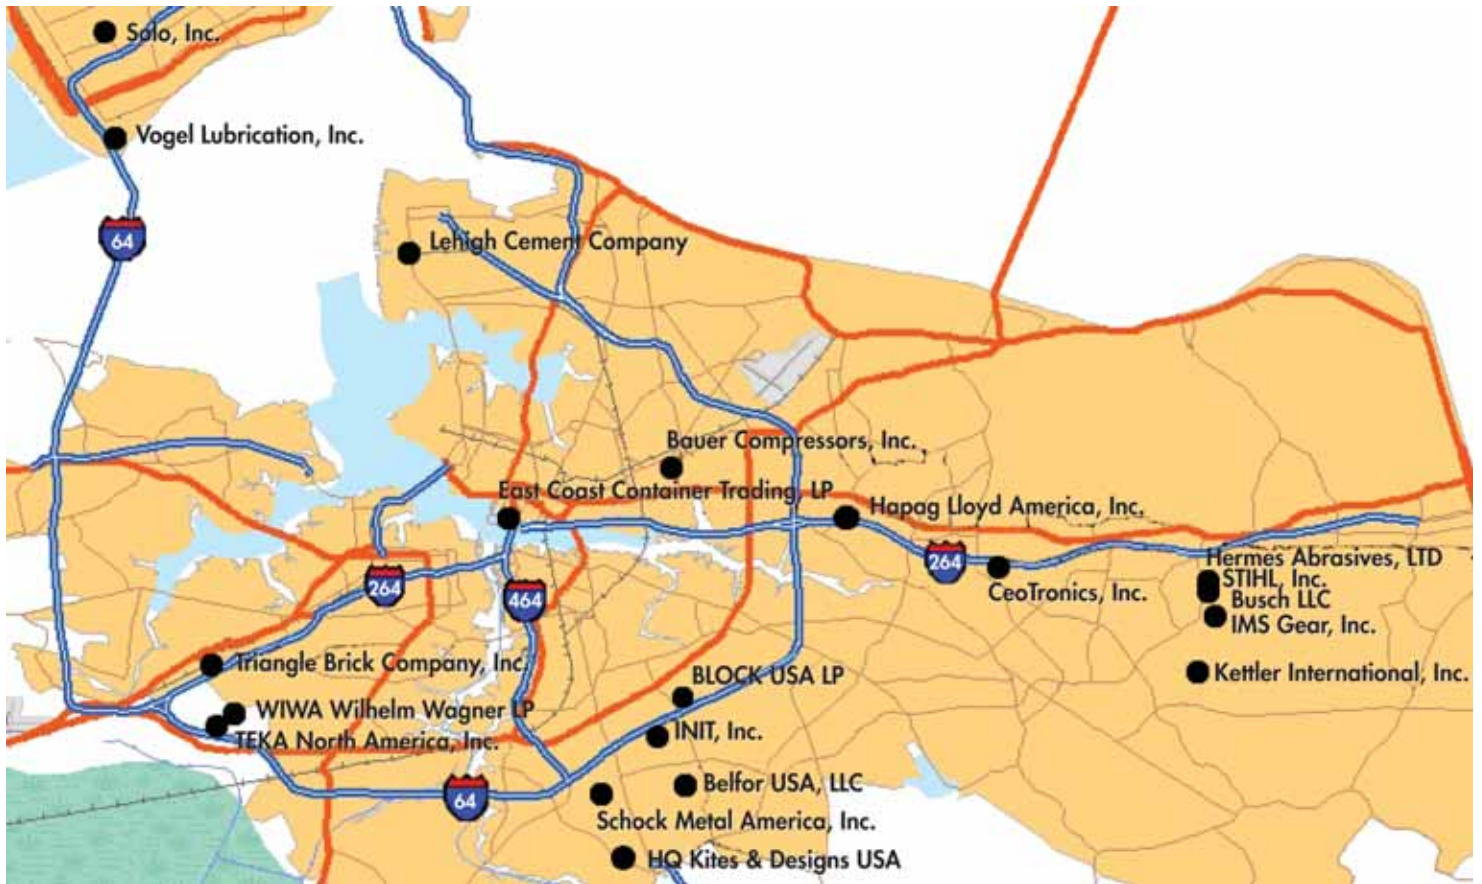 Solo, Inc.
Vogel Lubrication, Inc.
64
Lehigh Cement Company
Bauer Compressors, Inc.
East Coast Container Trading, LP
Hapag Lloyd America, Inc.
264
CeoTronics, Inc.
Hermes Abrasives, LTD
STIHL, Inc.
Busch LLC
IMS Gear, Inc.
264
464
Triangle Brick Company, Inc.
BLOCK USA LP
Kettler International, Inc.
WIWA Wilhelm Wagner LP
TEKA North America, Inc.
INIT, Inc.
64
Belfor USA, LLC
Schock Metal America, Inc.
HQ Kites & Designs USA